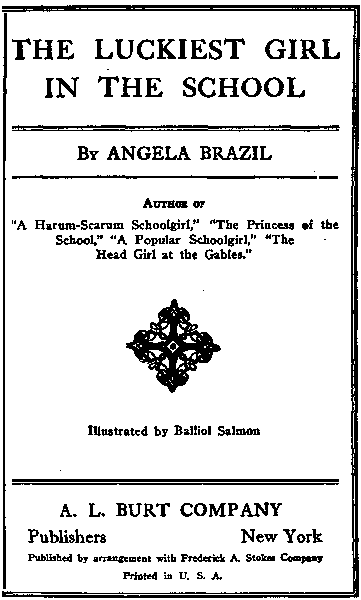 THE LUCKIEST GIRL
IN THE SCHOOL
By ANGELA BRAZIL
Author of
"A Harum-Scarum Schoolgirl," "The Princess of the
School," "A Popular Schoolgirl," "The
Head Girl at the Gables."
Illustrated by Balliol Salmon
A. L. BURT COMPANY
Publishers New York
Published by arrangement with Frederick A. Stokes Company
Printed in U. S. A.